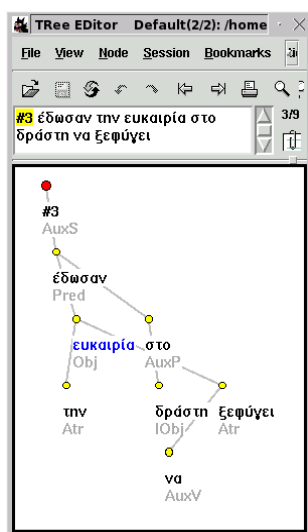 TRee EDitor Default(2/2): /home
File View Node Session Bookmarks
#3 έδωσαν την ευκαιρία στο
δράστη να ξεφύγει
3/9
#3
AuxS
έδωσαν
Pred
ευκαιρία στο
Obj AuxP
την δράστη ξεφύγει
Atr IObj Atr
να
AuxV